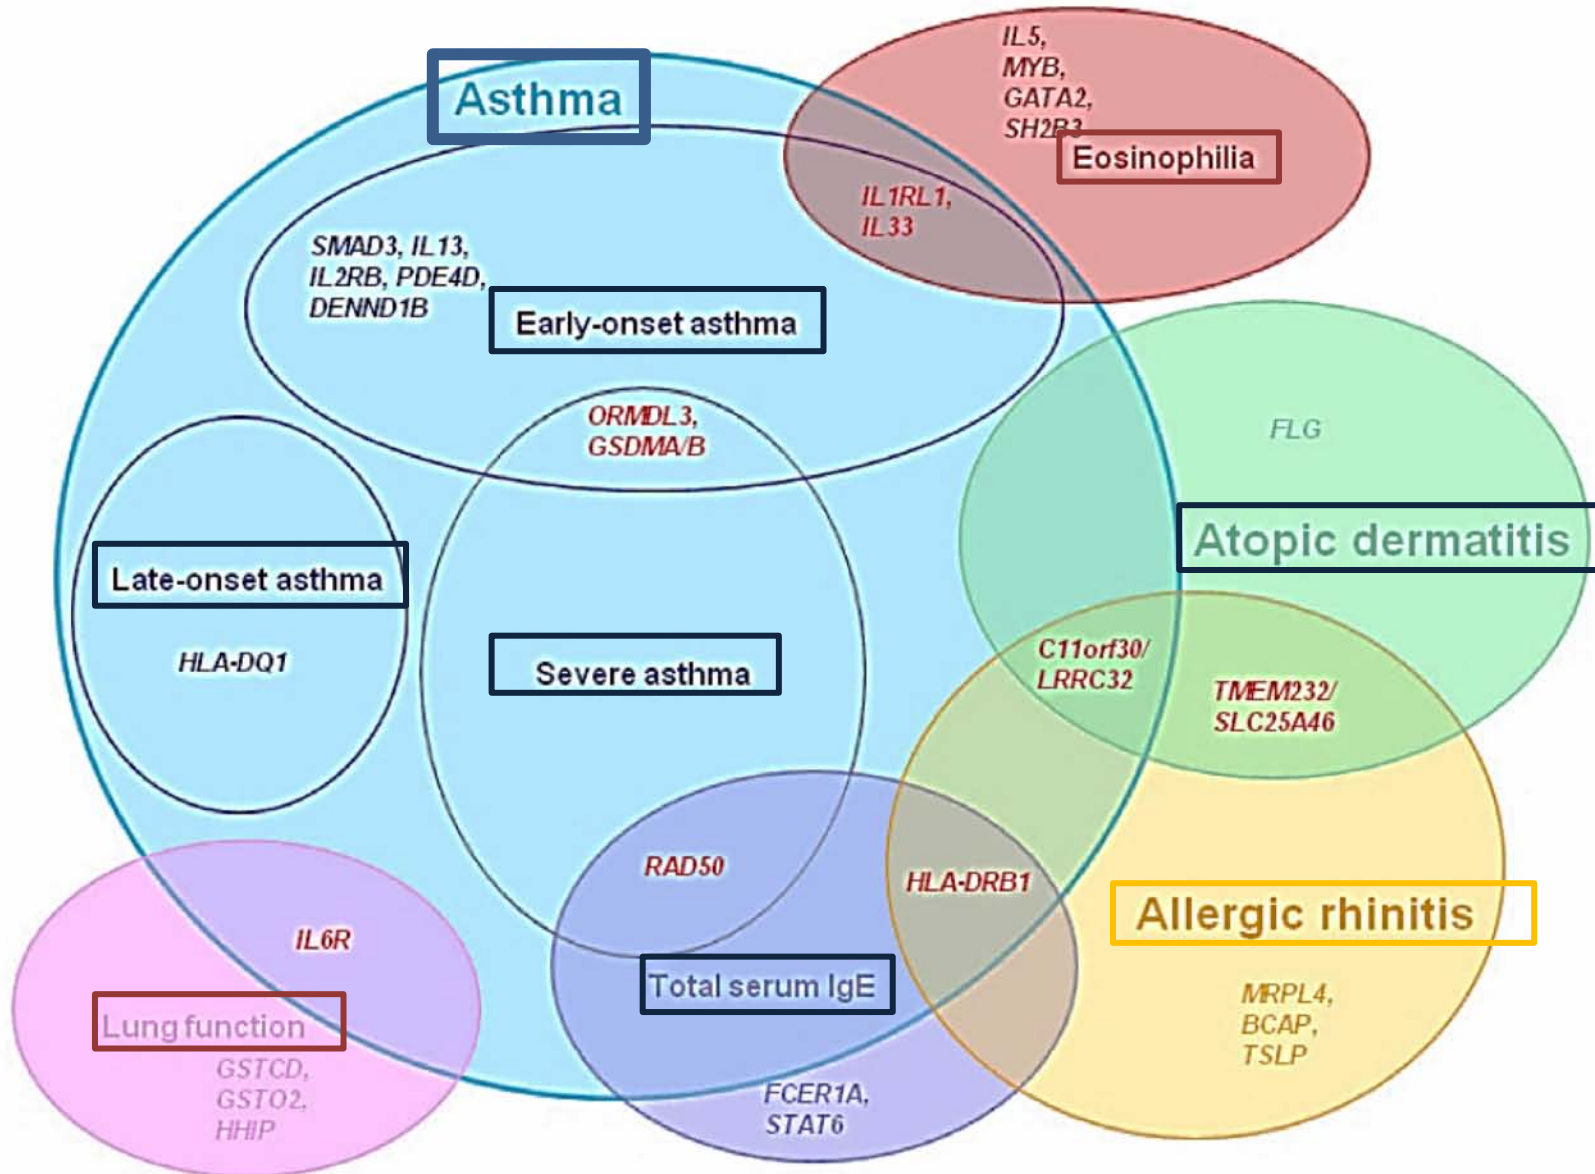 IL5,
MYB,
GATA2,
SH2B3
Asthma
Eosinophilia
IL1RL1,
IL33
SMAD3, IL13,
IL2RB, PDE4D,
DENND1B
Early-onset asthma
ORMDL3,
GSDMA/B
FLG
Atopic dermatitis
Late-onset asthma
HLA-DQ1
Severe asthma
C11orf30/
LRRC32
TMEM232/
SLC25A46
RAD50
HLA-DRB1
Allergic rhinitis
IL6R
Total serum IgE
Lung function
GSTCD,
GSTO2,
HHIP
MRPL4,
BCAP,
TSLP
FCER1A,
STAT6